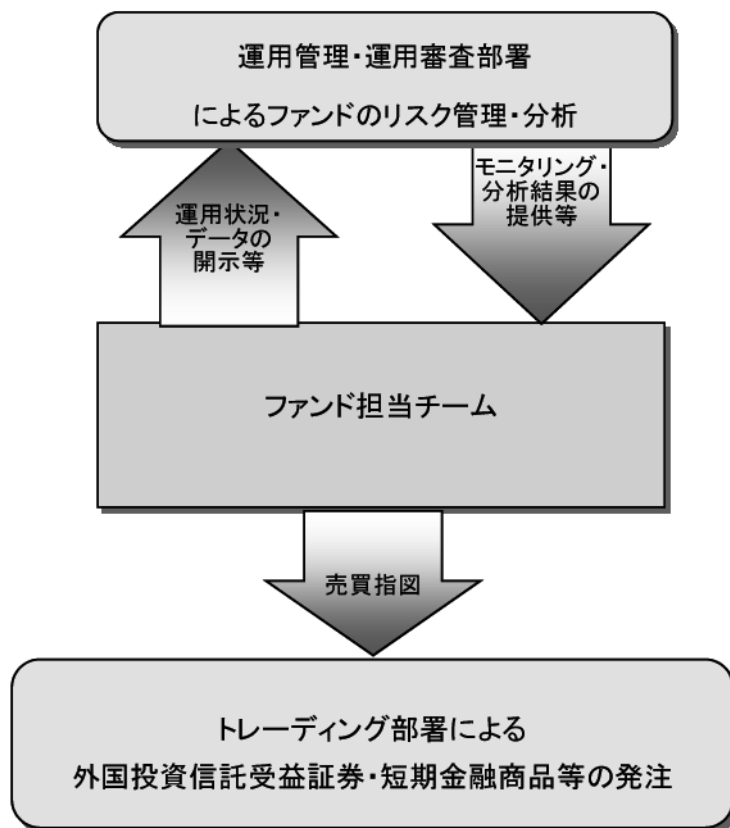 運用管理・運用審査部署
によるファンドのリスク管理・分析
運用状況・
データの
開示等
モニタリング・
分析結果の
提供等
ファンド担当チーム
売買指図
トレーディング部署による
外国投資信託受益証券・短期金融商品等の発注